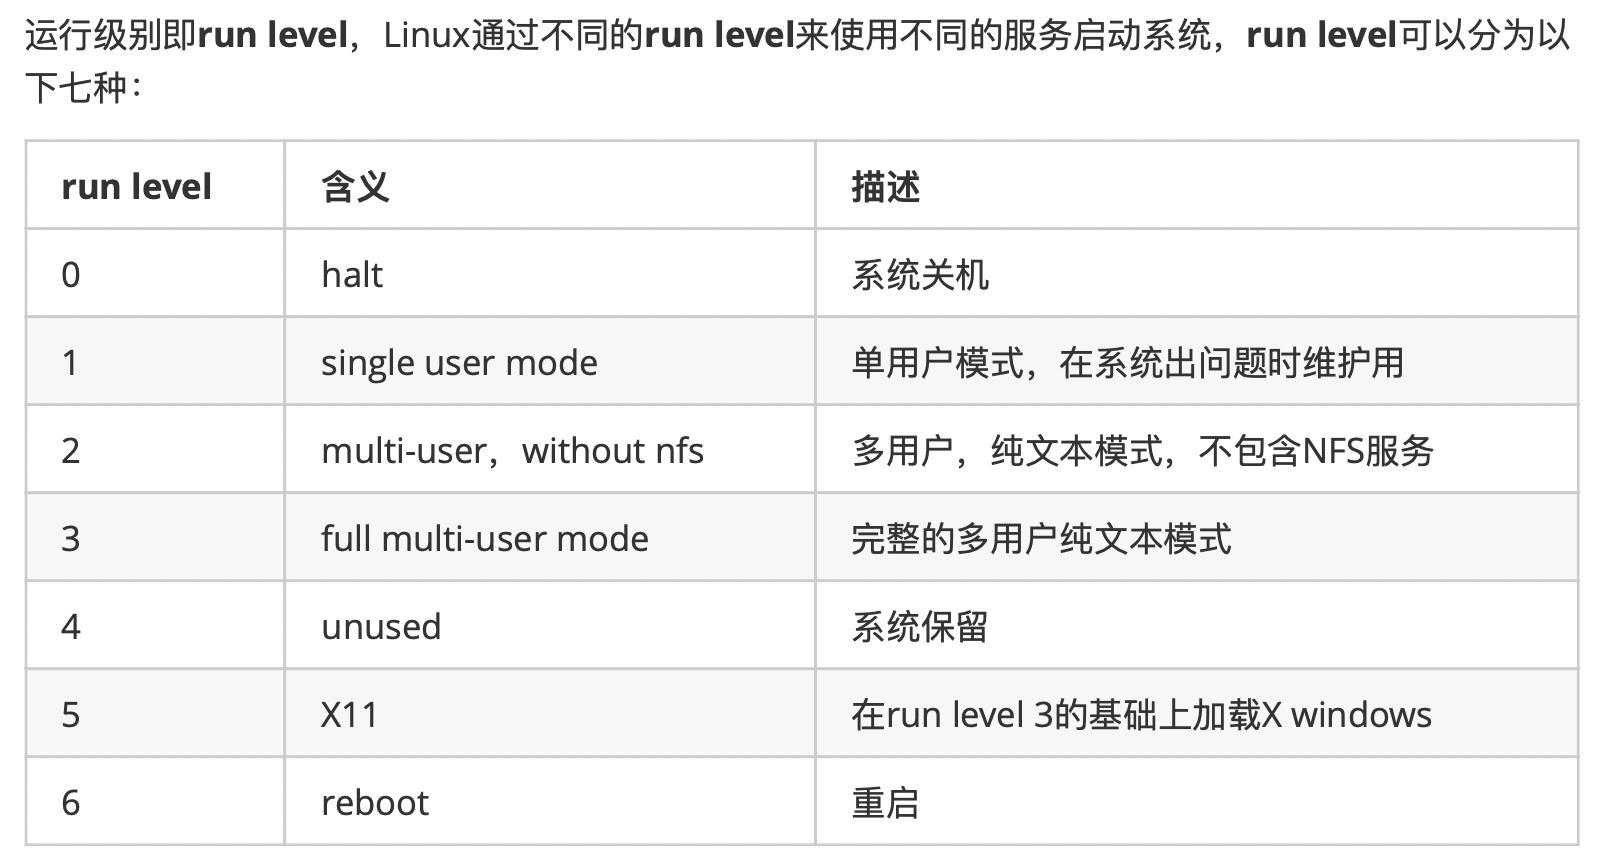 运行级别即run level，Linux通过不同的run level来使用不同的服务启动系统，run level可以分为以
下七种：
run level 含义 描述
0 halt 系统关机
1 single user mode 单用户模式，在系统出问题时维护用
2 multi-user，without nfs 多用户，纯文本模式，不包含NFS服务
3 full multi-user mode 完整的多用户纯文本模式
4 unused 系统保留
5 X11 在run level 3的基础上加载X windows
6 reboot 重启